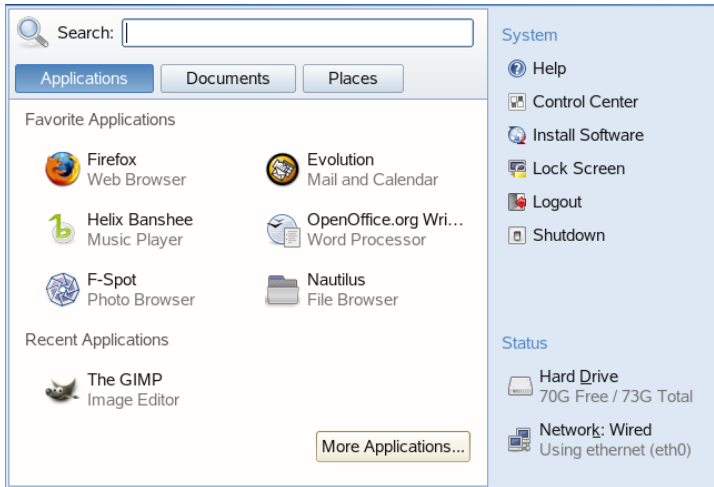 Search:
Applications
Documents
Places
Favorite Applications
Firefox
Web Browser
Evolution
Mail and Calendar
Helix Banshee
Music Player
OpenOffice.org Wri...
Word Processor
F-Spot
Photo Browser
Nautilus
File Browser
Recent Applications
The GIMP
Image Editor
More Applications...
System
Help
Control Center
Install Software
Lock Screen
Logout
Shutdown
Status
Hard Drive
70G Free / 73G Total
Network: Wired
Using ethernet (eth0)